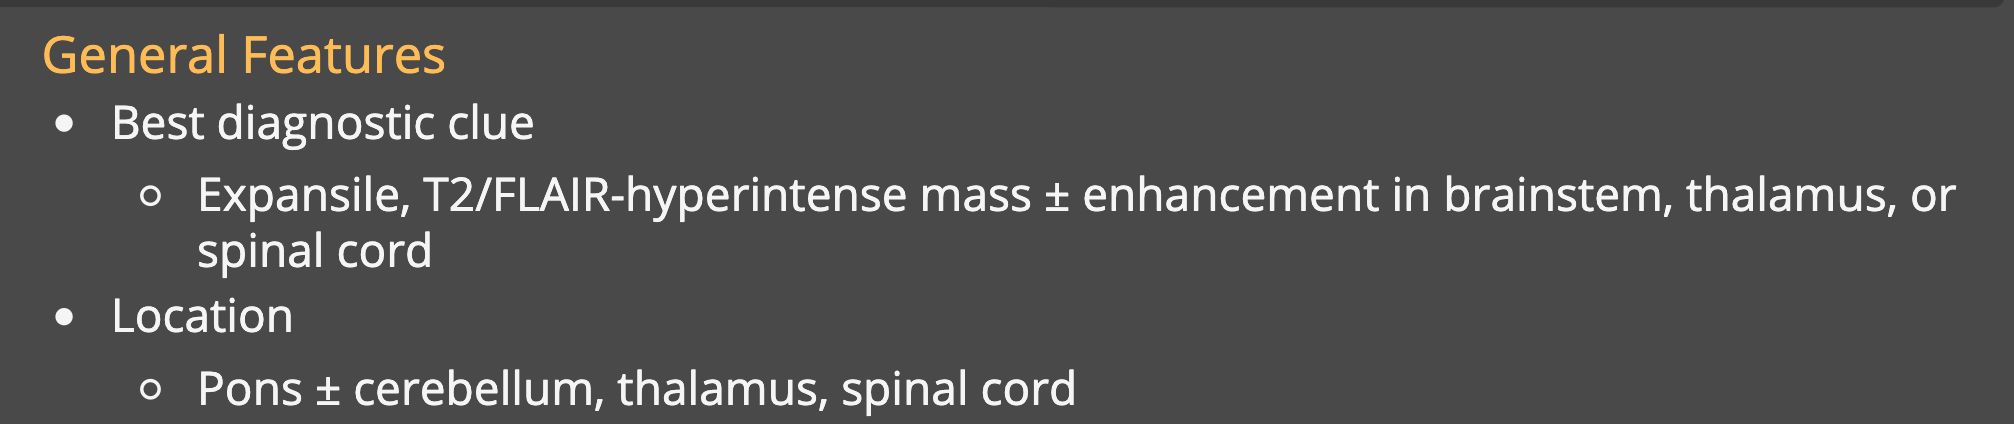 General Features
• Best diagnostic clue
○ Expansile, T2/FLAIR-hyperintense mass ± enhancement in brainstem, thalamus, or
spinal cord
• Location
○ Pons ± cerebellum, thalamus, spinal cord